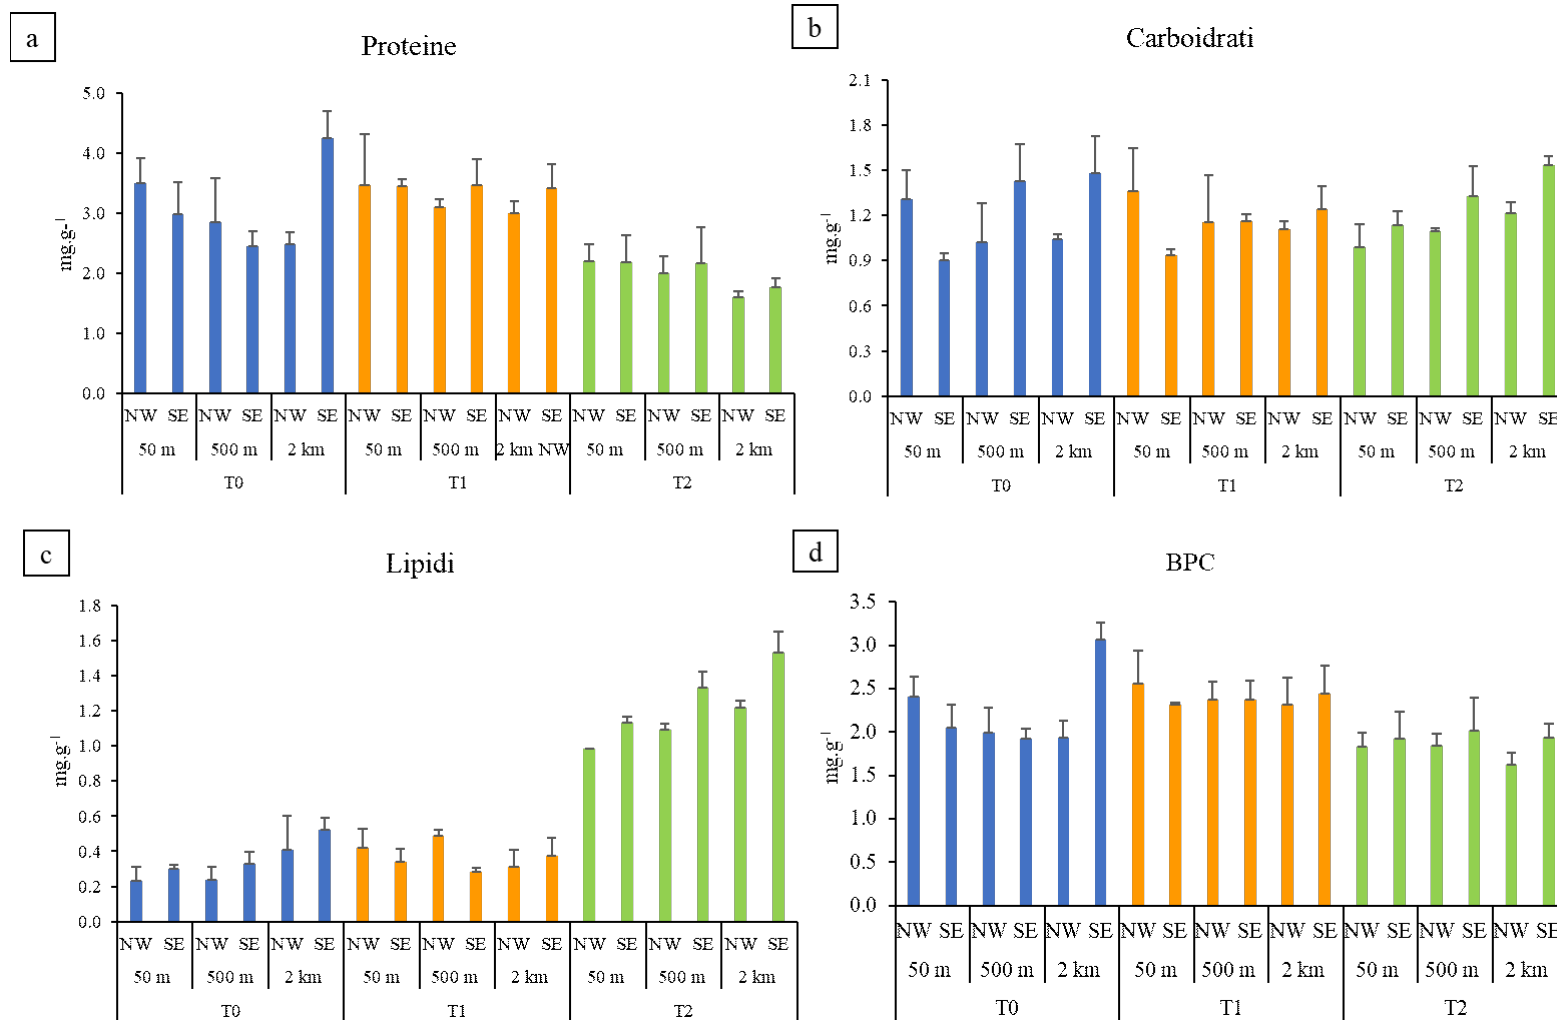 a
Proteine
5.0
4.0
3.0
2.0
1.0
0.0
mg.g-1
NW SE NW SE NW SE NW SE NW SE NW SE NW SE NW SE NW SE
50 m 500 m 2 km 50 m 500 m 2 km NW 50 m 500 m 2 km
T0 T1 T2
b
Carboidrati
2.1
1.8
1.5
1.2
0.9
0.6
0.3
0.0
mg.g-1
NW SE NW SE NW SE NW SE NW SE NW SE NW SE NW SE NW SE
50 m 500 m 2 km 50 m 500 m 2 km 50 m 500 m 2 km
T0 T1 T2
c
Lipidi
1.8
1.6
1.4
1.2
1.0
0.8
0.6
0.4
0.2
0.0
mg.g-1
NW SE NW SE NW SE NW SE NW SE NW SE NW SE NW SE NW SE
50 m 500 m 2 km 50 m 500 m 2 km 50 m 500 m 2 km
T0 T1 T2
d
BPC
3.5
3.0
2.5
2.0
1.5
1.0
0.5
0.0
mg.g-1
NW SE NW SE NW SE NW SE NW SE NW SE NW SE NW SE NW SE
50 m 500 m 2 km 50 m 500 m 2 km 50 m 500 m 2 km
T0 T1 T2